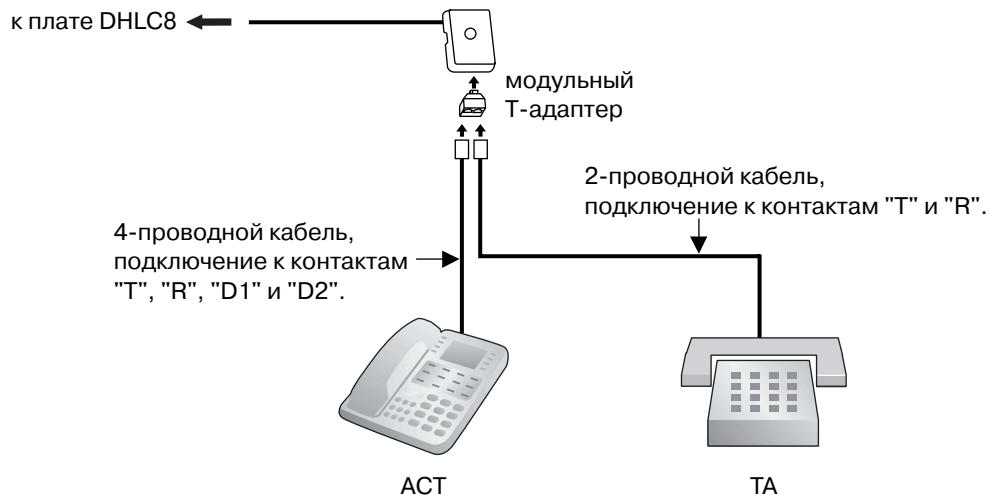 к плате DHLC8
модульный
Т-адаптер
2-проводной кабель,
подключение к контактам "T" и "R".
4-проводной кабель,
подключение к контактам
"T", "R", "D1" и "D2".
АСТ
ТА